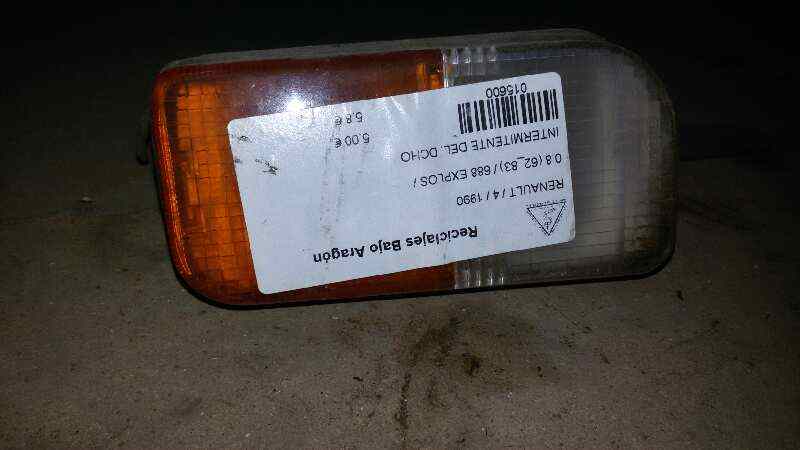 Reciclajes Bajo Aragón
RENAULT / 4 / 1990
0.8 (62_83) / 688 EXPLOS /
INTERMITENTE DEL. DCHO
015600
5,00 €
5,8 €